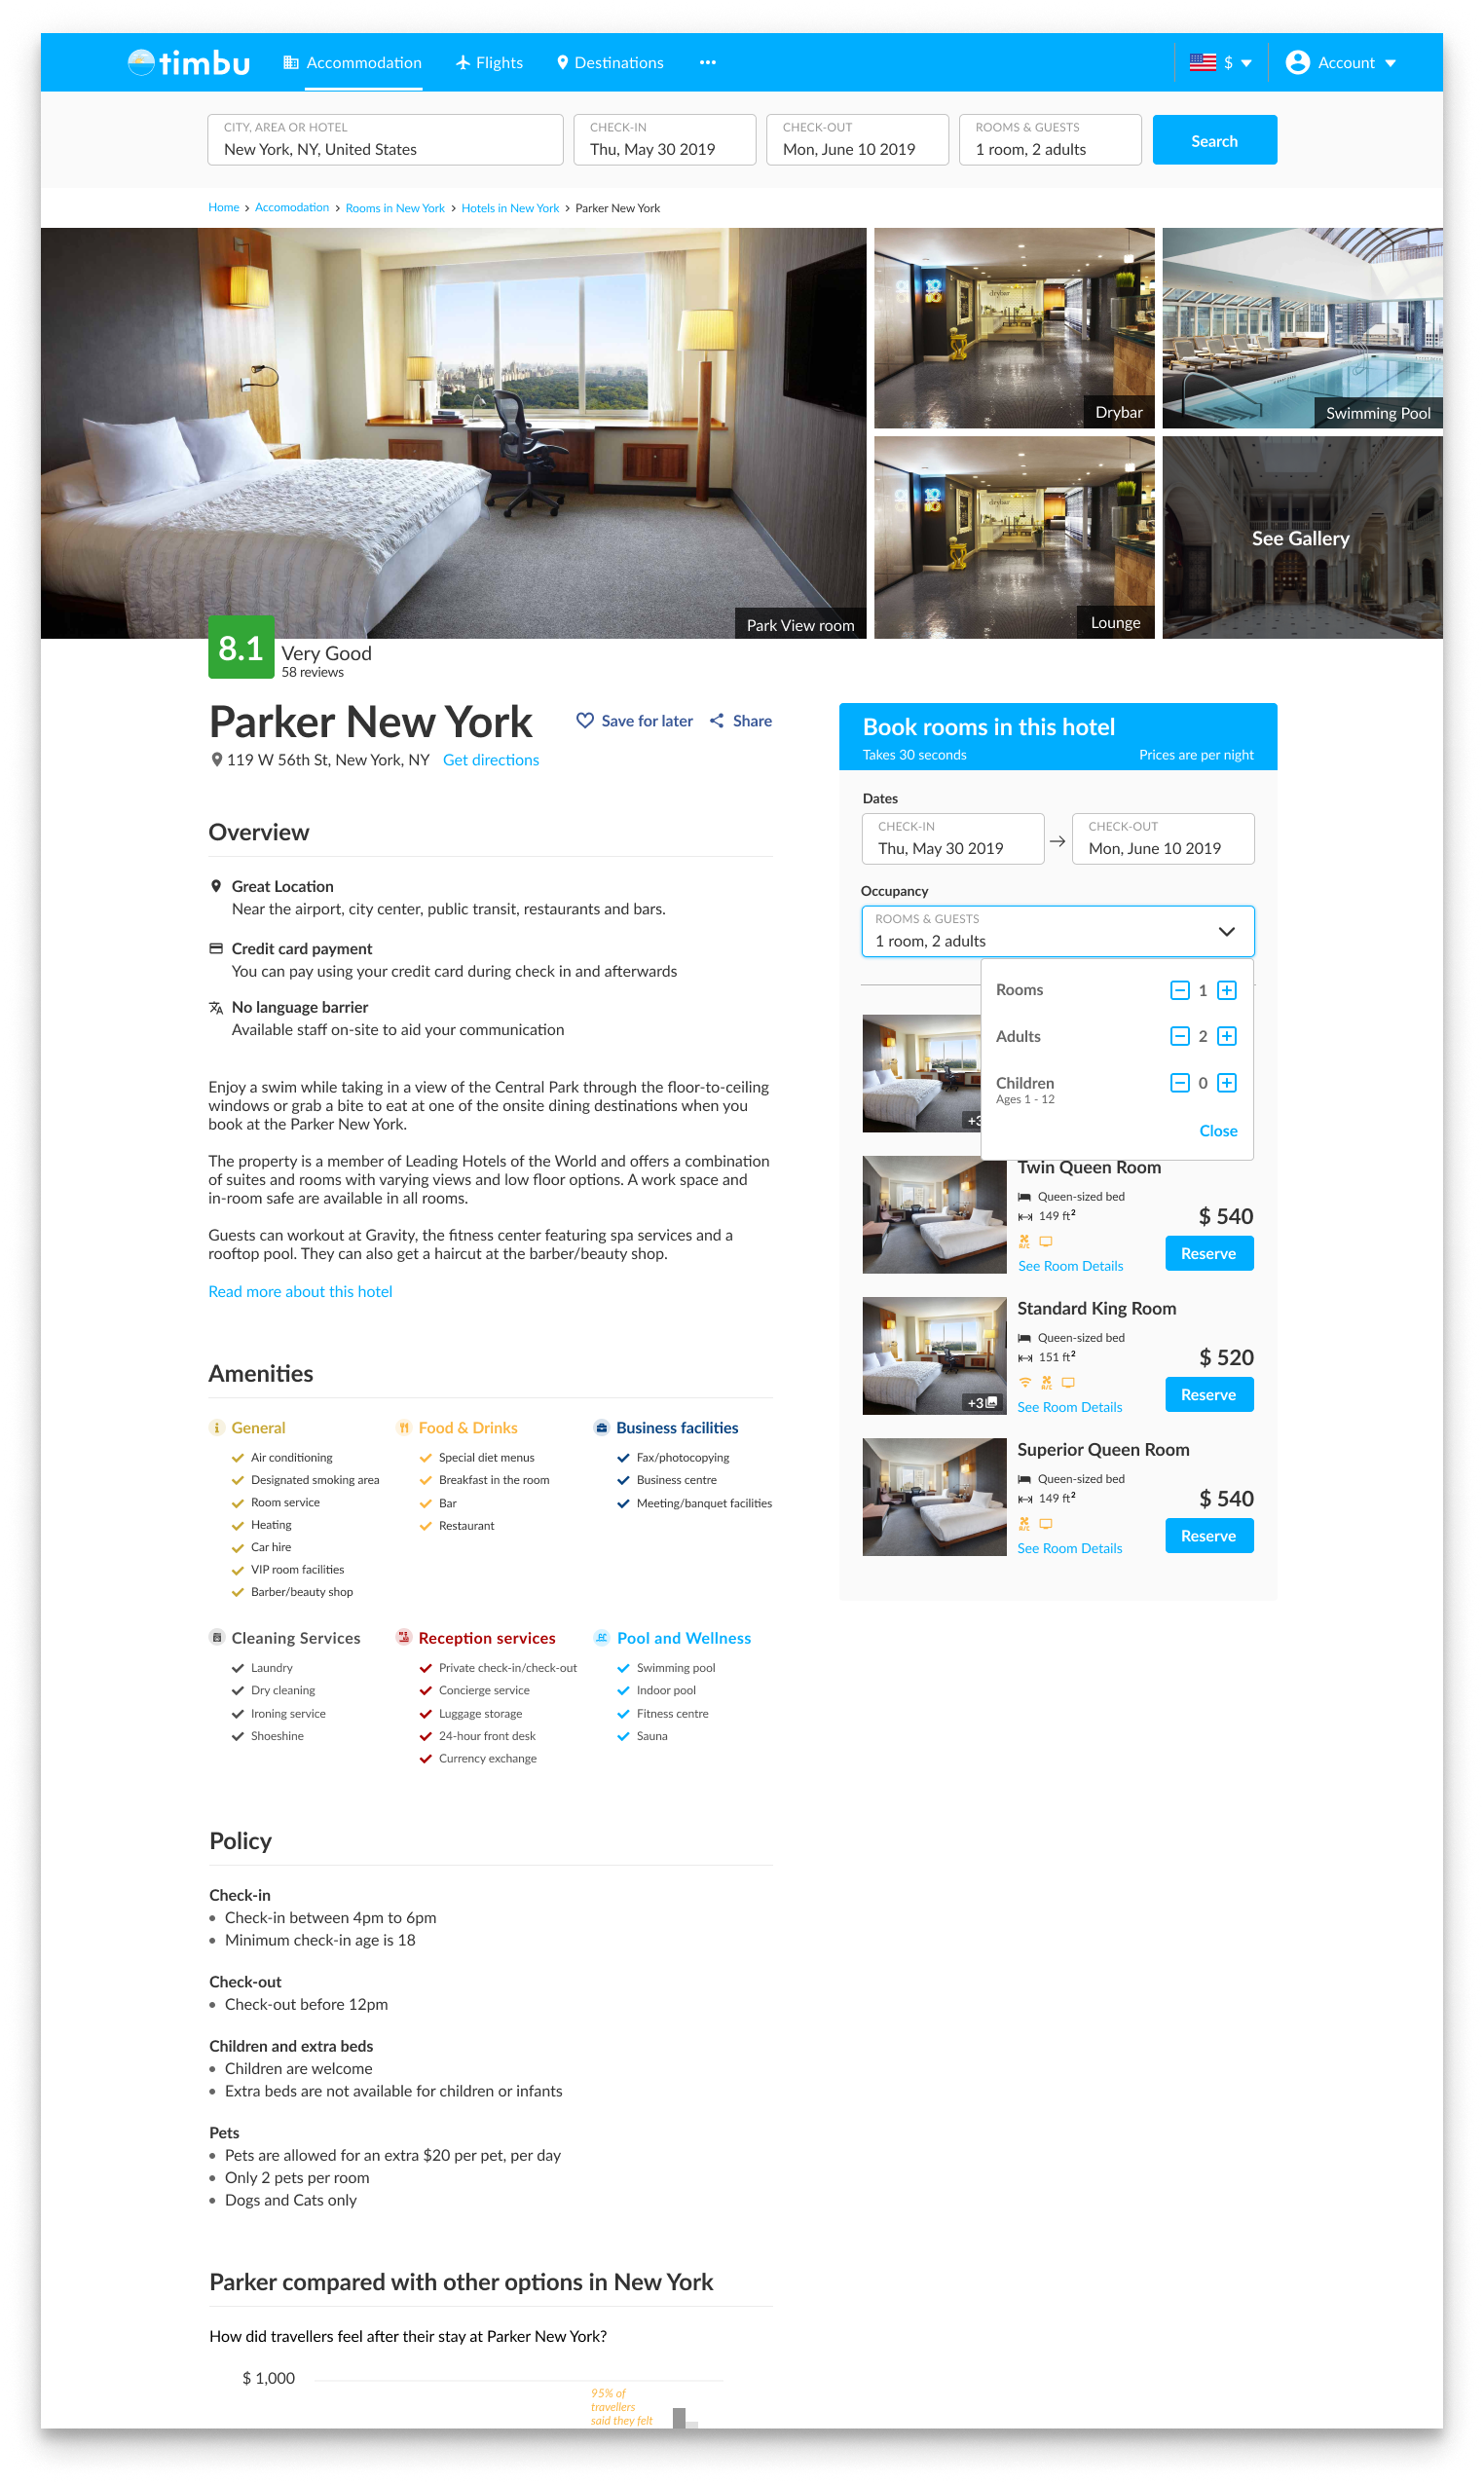 timbu
Accommodation
Flights
Destinations
$
Account
CITY, AREA OR HOTEL
New York, NY, United States
CHECK-IN
Thu, May 30 2019
CHECK-OUT
Mon, June 10 2019
ROOMS & GUESTS
1 room, 2 adults
Search
Home > Accomodation > Rooms in New York > Hotels in New York > Parker New York
drybar
Drybar
Swimming Pool
Park View room
drybar
Lounge
See Gallery
8.1
Very Good
58 reviews
Parker New York
Save for later
Share
119 W 56th St, New York, NY
Get directions
Overview
Great Location
Near the airport, city center, public transit, restaurants and bars.
Credit card payment
You can pay using your credit card during check in and afterwards
No language barrier
Available staff on-site to aid your communication
Enjoy a swim while taking in a view of the Central Park through the floor-to-ceiling
windows or grab a bite to eat at one of the onsite dining destinations when you
book at the Parker New York.
The property is a member of Leading Hotels of the World and offers a combination
of suites and rooms with varying views and low floor options. A work space and
in-room safe are available in all rooms.
Guests can workout at Gravity, the fitness center featuring spa services and a
rooftop pool. They can also get a haircut at the barber/beauty shop.
Read more about this hotel
Book rooms in this hotel
Takes 30 seconds
Prices are per night
Dates
CHECK-IN
Thu, May 30 2019
CHECK-OUT
Mon, June 10 2019
Occupancy
ROOMS & GUESTS
1 room, 2 adults
Rooms
1
Adults
2
Children
0
Ages 1 - 12
Close
+3
Twin Queen Room
Queen-sized bed
149 ft²
$ 540
A/C
See Room Details
Reserve
Standard King Room
Queen-sized bed
151 ft²
$ 520
A/C
+3
See Room Details
Reserve
Superior Queen Room
Queen-sized bed
149 ft²
$ 540
A/C
See Room Details
Reserve
Amenities
General
Air conditioning
Designated smoking area
Room service
Heating
Car hire
VIP room facilities
Barber/beauty shop
Food & Drinks
Special diet menus
Breakfast in the room
Bar
Restaurant
Business facilities
Fax/photocopying
Business centre
Meeting/banquet facilities
Cleaning Services
Laundry
Dry cleaning
Ironing service
Shoeshine
Reception services
Private check-in/check-out
Concierge service
Luggage storage
24-hour front desk
Currency exchange
Pool and Wellness
Swimming pool
Indoor pool
Fitness centre
Sauna
Policy
Check-in
• Check-in between 4pm to 6pm
• Minimum check-in age is 18
Check-out
• Check-out before 12pm
Children and extra beds
• Children are welcome
• Extra beds are not available for children or infants
Pets
• Pets are allowed for an extra $20 per pet, per day
• Only 2 pets per room
• Dogs and Cats only
Parker compared with other options in New York
How did travellers feel after their stay at Parker New York?
$ 1,000
95% of
travellers
said they felt